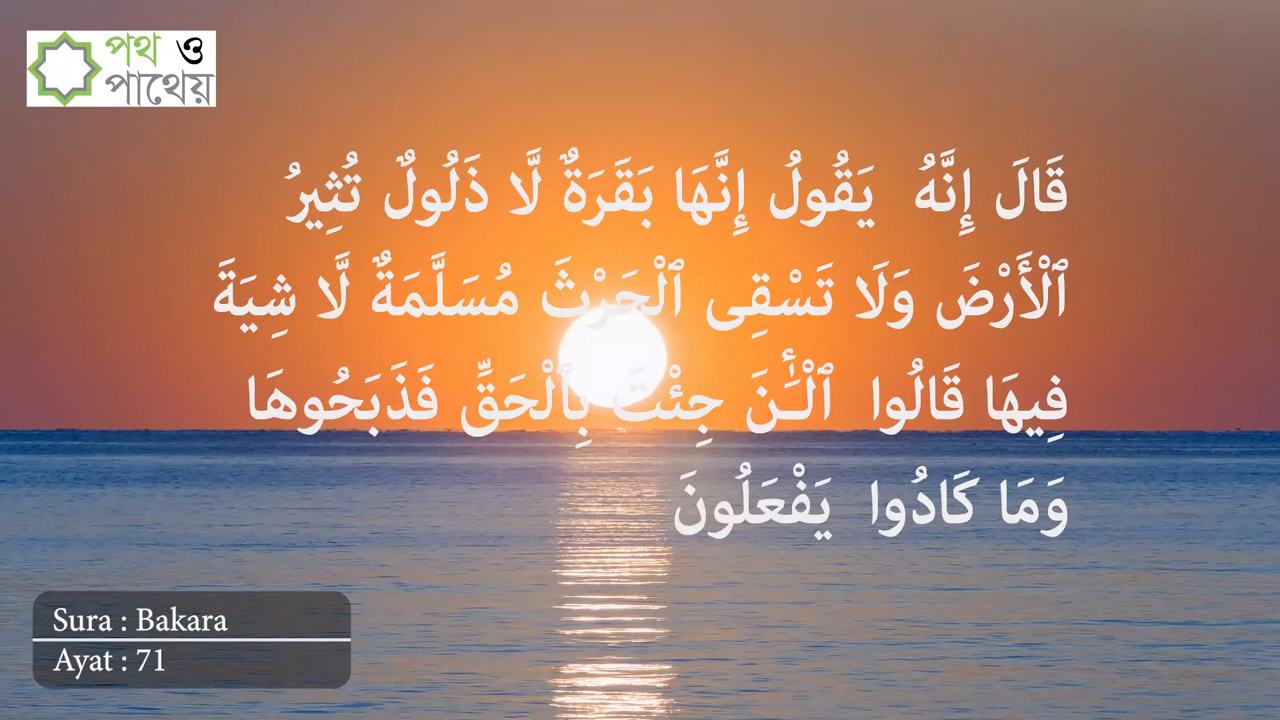 পথ ও
পাথেয়
قَالَ إِنَّهُ يَقُولُ إِنَّهَا بَقَرَةٌ لَّا ذَلُولٌ تُثِيرُ
ٱلْأَرْضَ وَلَا تَسْقِى ٱلْحَرْثَ مُسَلَّمَةٌ لَّا شِيَةَ
فِيهَا قَالُوا ٱلْـَٰٔنَ جِئْتَ بِٱلْحَقِّ فَذَبَحُوهَا
وَمَا كَادُوا يَفْعَلُونَ
Sura : Bakara
Ayat : 71